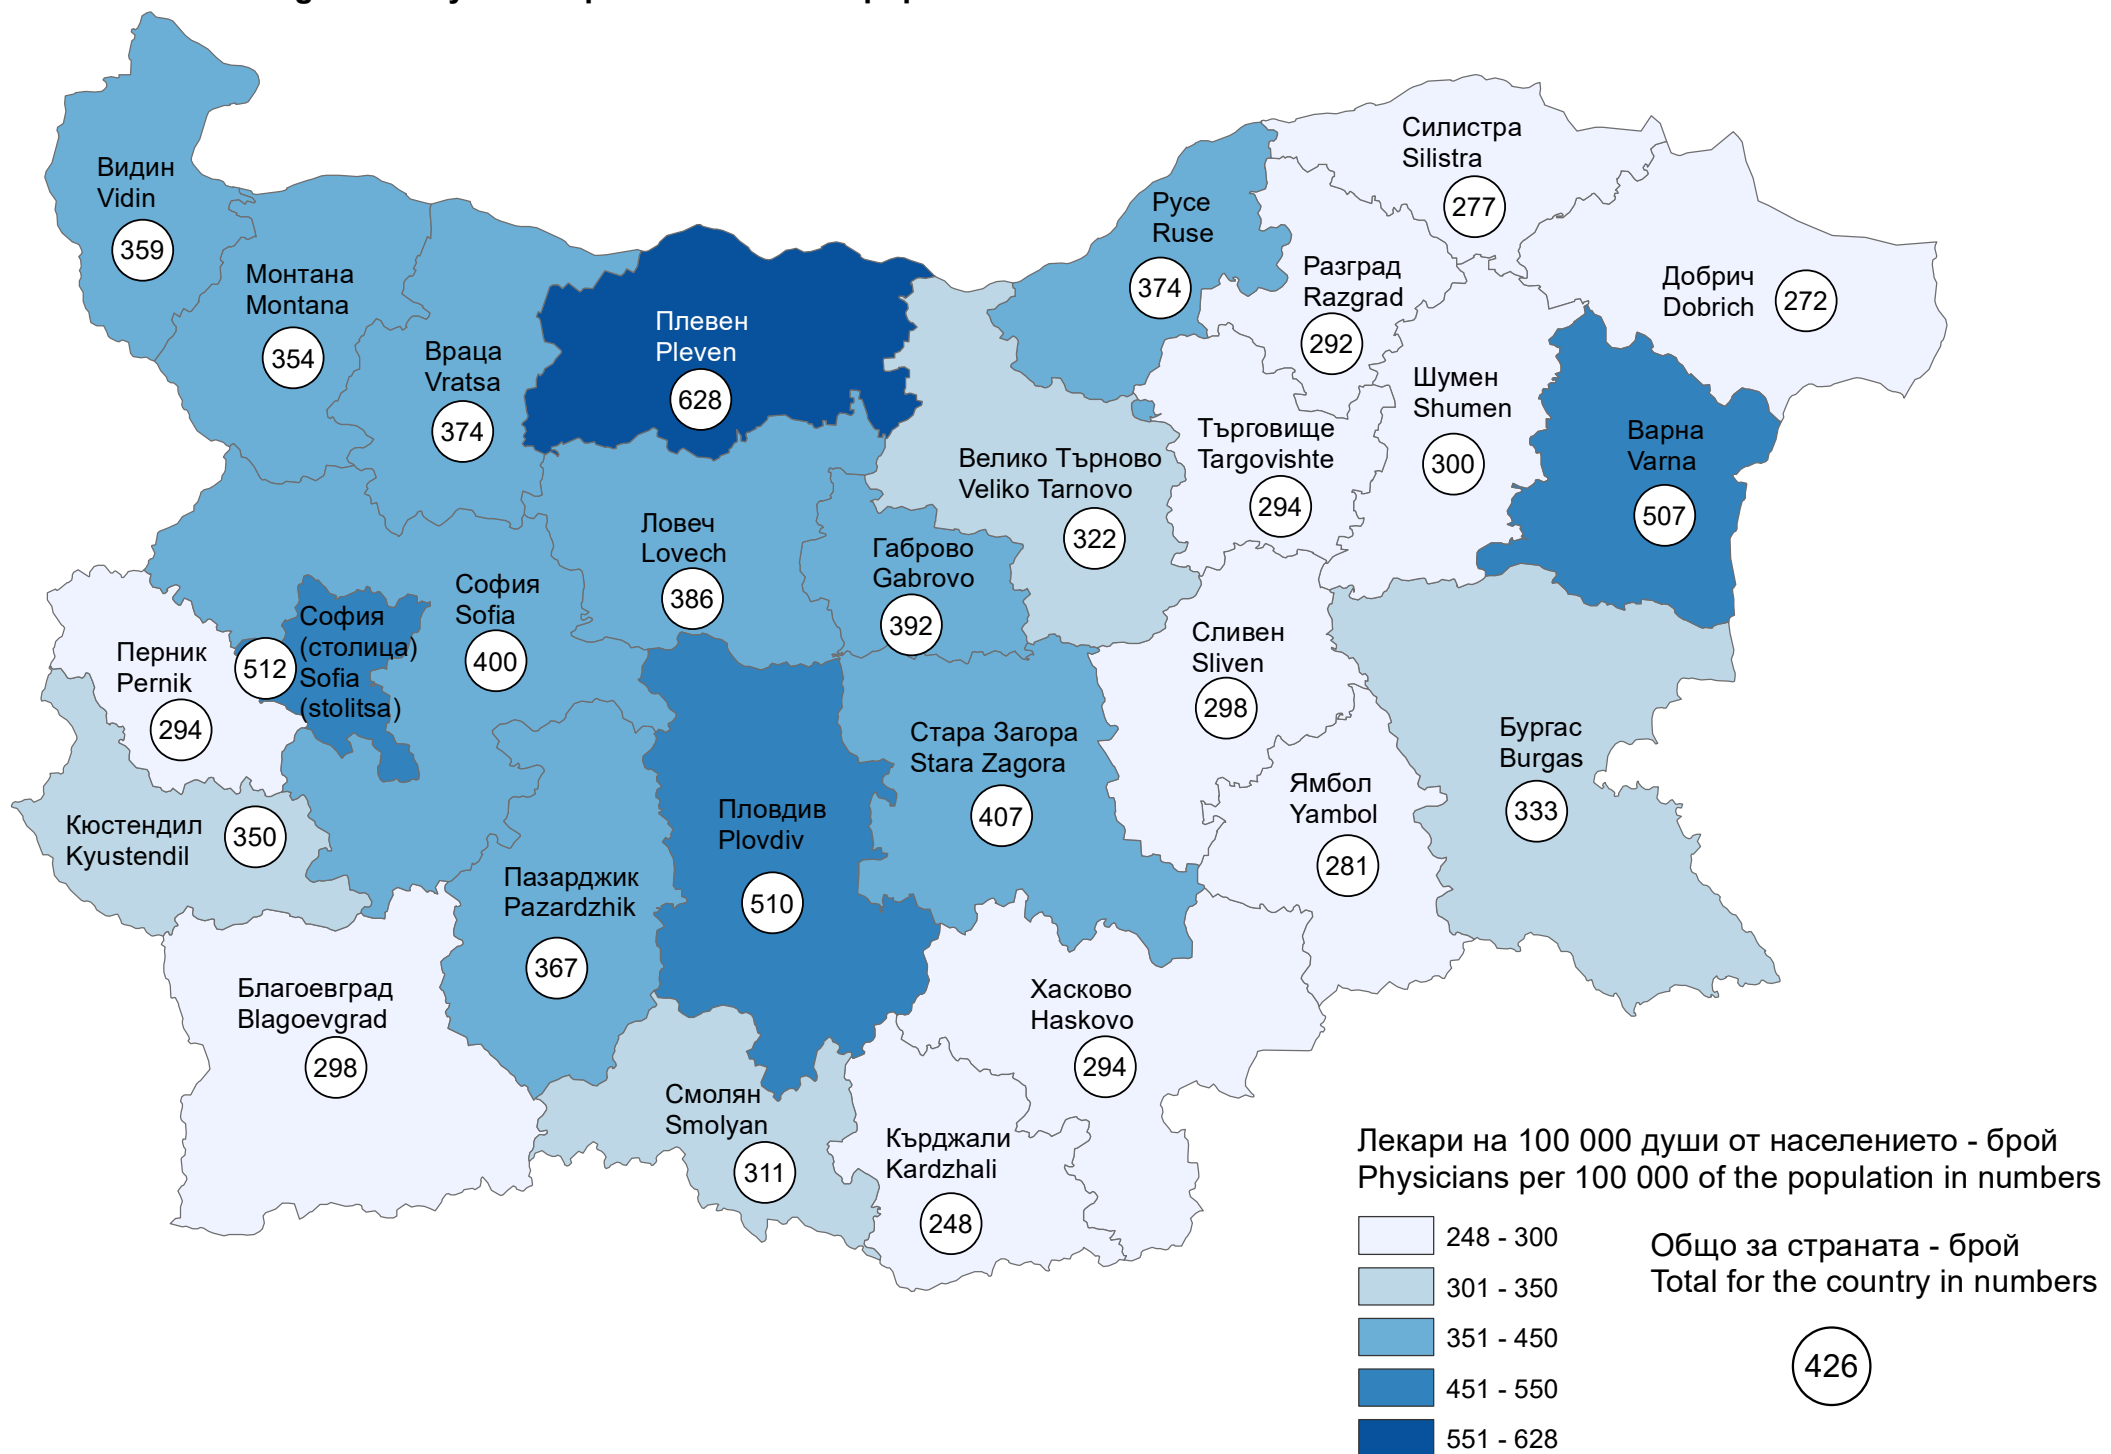 Видин
Vidin
359
Монтана
Montana
354
Враца
Vratsa
374
Плевен
Pleven
628
Русе
Ruse
374
Силистра
Silistra
277
Разград
Razgrad
292
Добрич
Dobrich
272
Шумен
Shumen
300
Варна
Varna
507
Търговище
Targovishte
294
Велико Търново
Veliko Tarnovo
322
Ловеч
Lovech
386
Габрово
Gabrovo
392
София
Sofia
400
София
(столица)
Sofia
(stolitsa)
512
Перник
Pernik
294
Кюстендил
Kyustendil
350
Сливен
Sliven
298
Стара Загора
Stara Zagora
407
Бургас
Burgas
333
Ямбол
Yambol
281
Пловдив
Plovdiv
510
Пазарджик
Pazardzhik
367
Благоевград
Blagoevgrad
298
Хасково
Haskovo
294
Смолян
Smolyan
311
Кърджали
Kardzhali
248
Лекари на 100 000 души от населението - брой
Physicians per 100 000 of the population in numbers
248 - 300
301 - 350
351 - 450
451 - 550
551 - 628
Общо за страната - брой
Total for the country in numbers
426